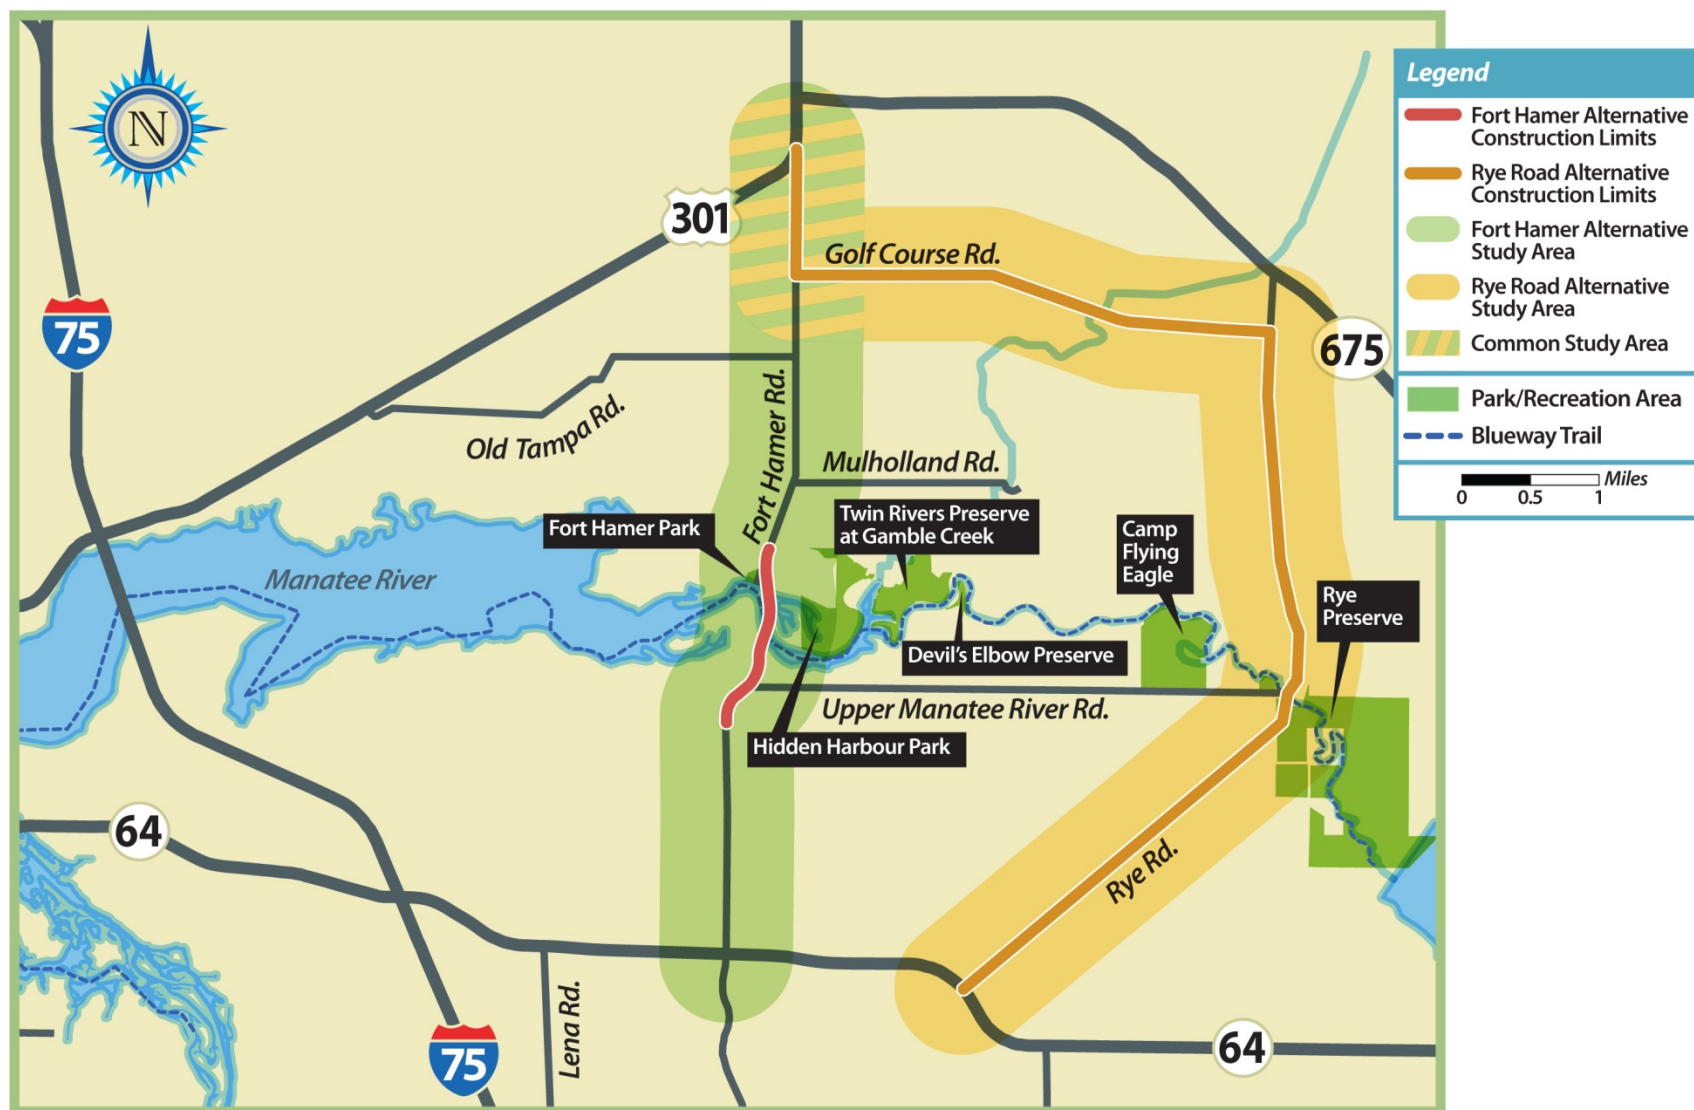 N
301
Golf Course Rd.
75
675
Old Tampa Rd.
Fort Hamer Rd.
Mulholland Rd.
Fort Hamer Park
Twin Rivers Preserve
at Gamble Creek
Camp
Flying
Eagle
Rye
Preserve
Manatee River
Devil's Elbow Preserve
Upper Manatee River Rd.
Hidden Harbour Park
64
Rye Rd.
Lena Rd.
75
64
Legend
Fort Hamer Alternative
Construction Limits
Rye Road Alternative
Construction Limits
Fort Hamer Alternative
Study Area
Rye Road Alternative
Study Area
Common Study Area
Park/Recreation Area
Blueway Trail
Miles
0 0.5 1